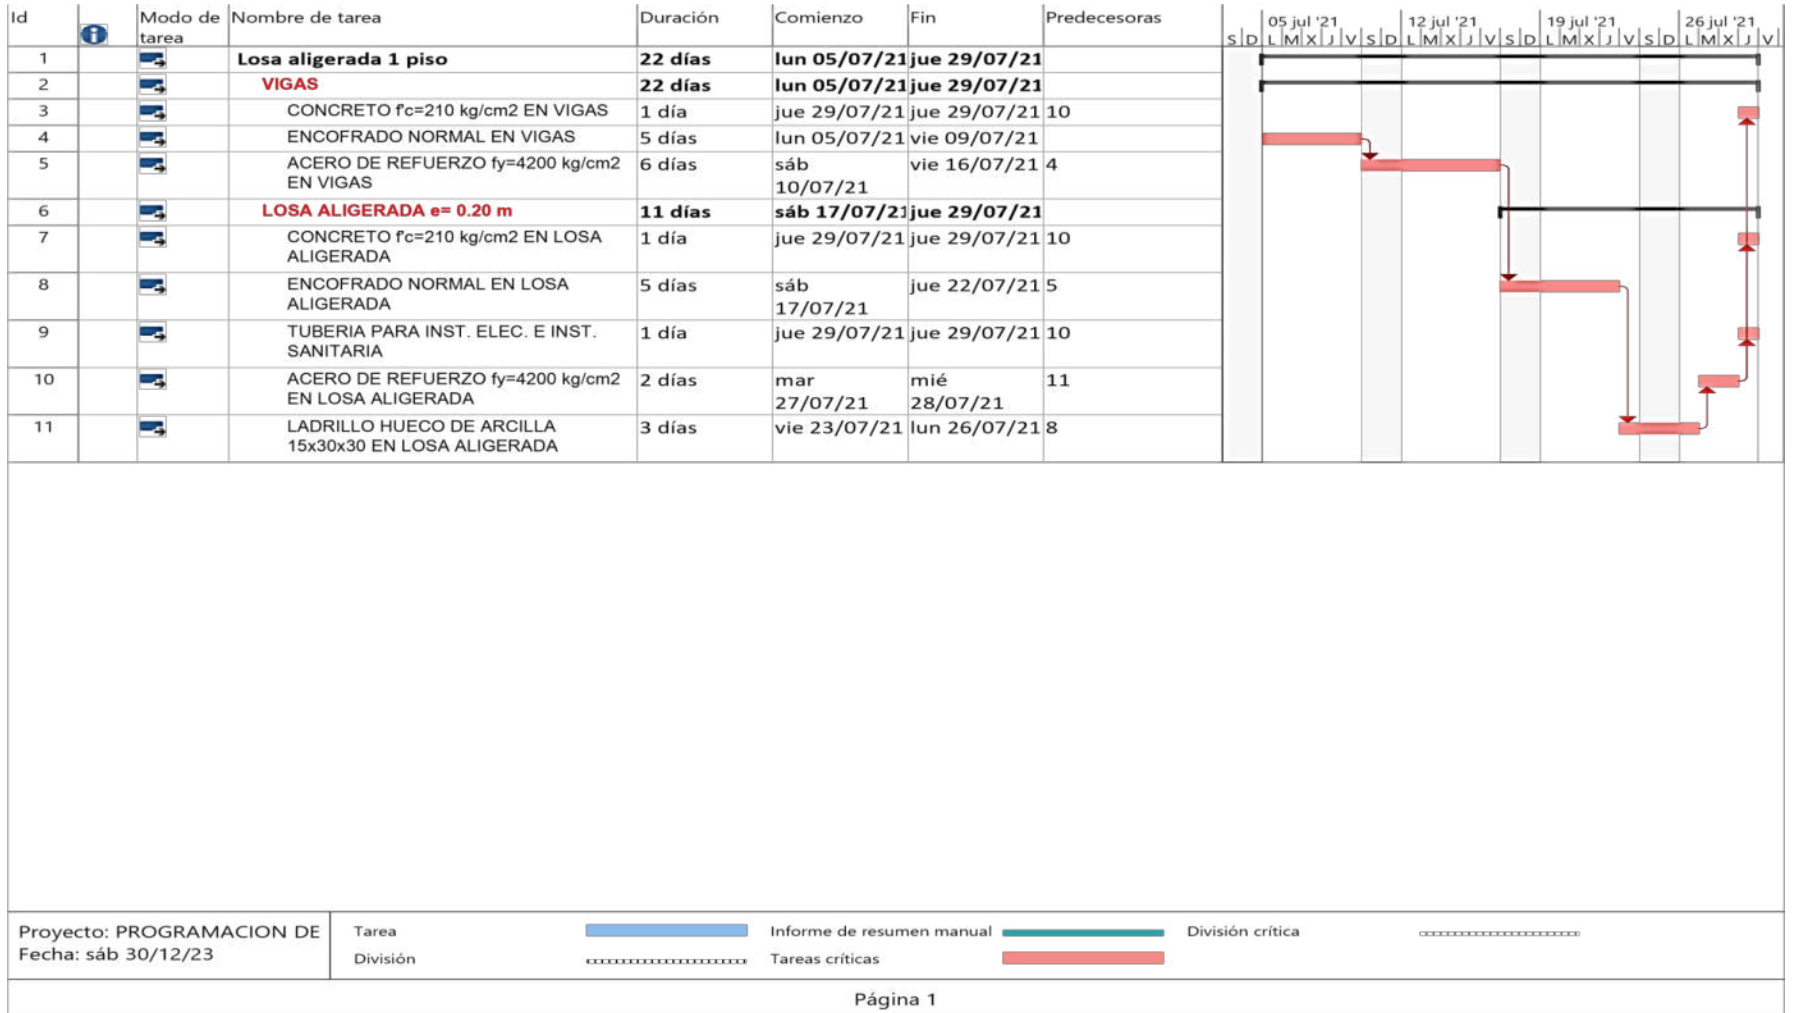 Id Modo de tarea Nombre de tarea Duración Comienzo Fin Predecesoras
05 jul '21 12 jul '21 19 jul '21 26 jul '21
S D L M X J V S D L M X J V S D L M X J V S D L M X J V
1 Losa aligerada 1 piso 22 días lun 05/07/21 jue 29/07/21
2 VIGAS 22 días lun 05/07/21 jue 29/07/21
3 CONCRETO f'c=210 kg/cm2 EN VIGAS 1 día jue 29/07/21 jue 29/07/21 10
4 ENCOFRADO NORMAL EN VIGAS 5 días lun 05/07/21 vie 09/07/21
5 ACERO DE REFUERZO fy=4200 kg/cm2 6 días sáb vie 16/07/21 4
EN VIGAS 10/07/21
6 LOSA ALIGERADA e= 0.20 m 11 días sáb 17/07/21 jue 29/07/21
7 CONCRETO f'c=210 kg/cm2 EN LOSA 1 día jue 29/07/21 jue 29/07/21 10
ALIGERADA
8 ENCOFRADO NORMAL EN LOSA 5 días sáb jue 22/07/21 5
ALIGERADA 17/07/21
9 TUBERIA PARA INST. ELEC. E INST. 1 día jue 29/07/21 jue 29/07/21 10
SANITARIA
10 ACERO DE REFUERZO fy=4200 kg/cm2 2 días mar mié 11
EN LOSA ALIGERADA 27/07/21 28/07/21
11 LADRILLO HUECO DE ARCILLA 3 días vie 23/07/21 lun 26/07/21 8
15x30x30 EN LOSA ALIGERADA
Proyecto: PROGRAMACION DE
Fecha: sáb 30/12/23
Tarea Informe de resumen manual División crítica
División Tareas críticas
Página 1